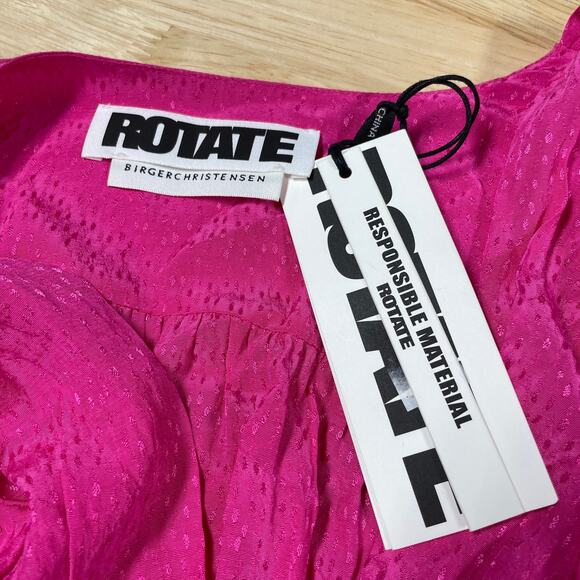 ROTATE
BIRGERCHRISTENSEN
CHINA
RESPONSIBLE MATERIAL
ROTATE